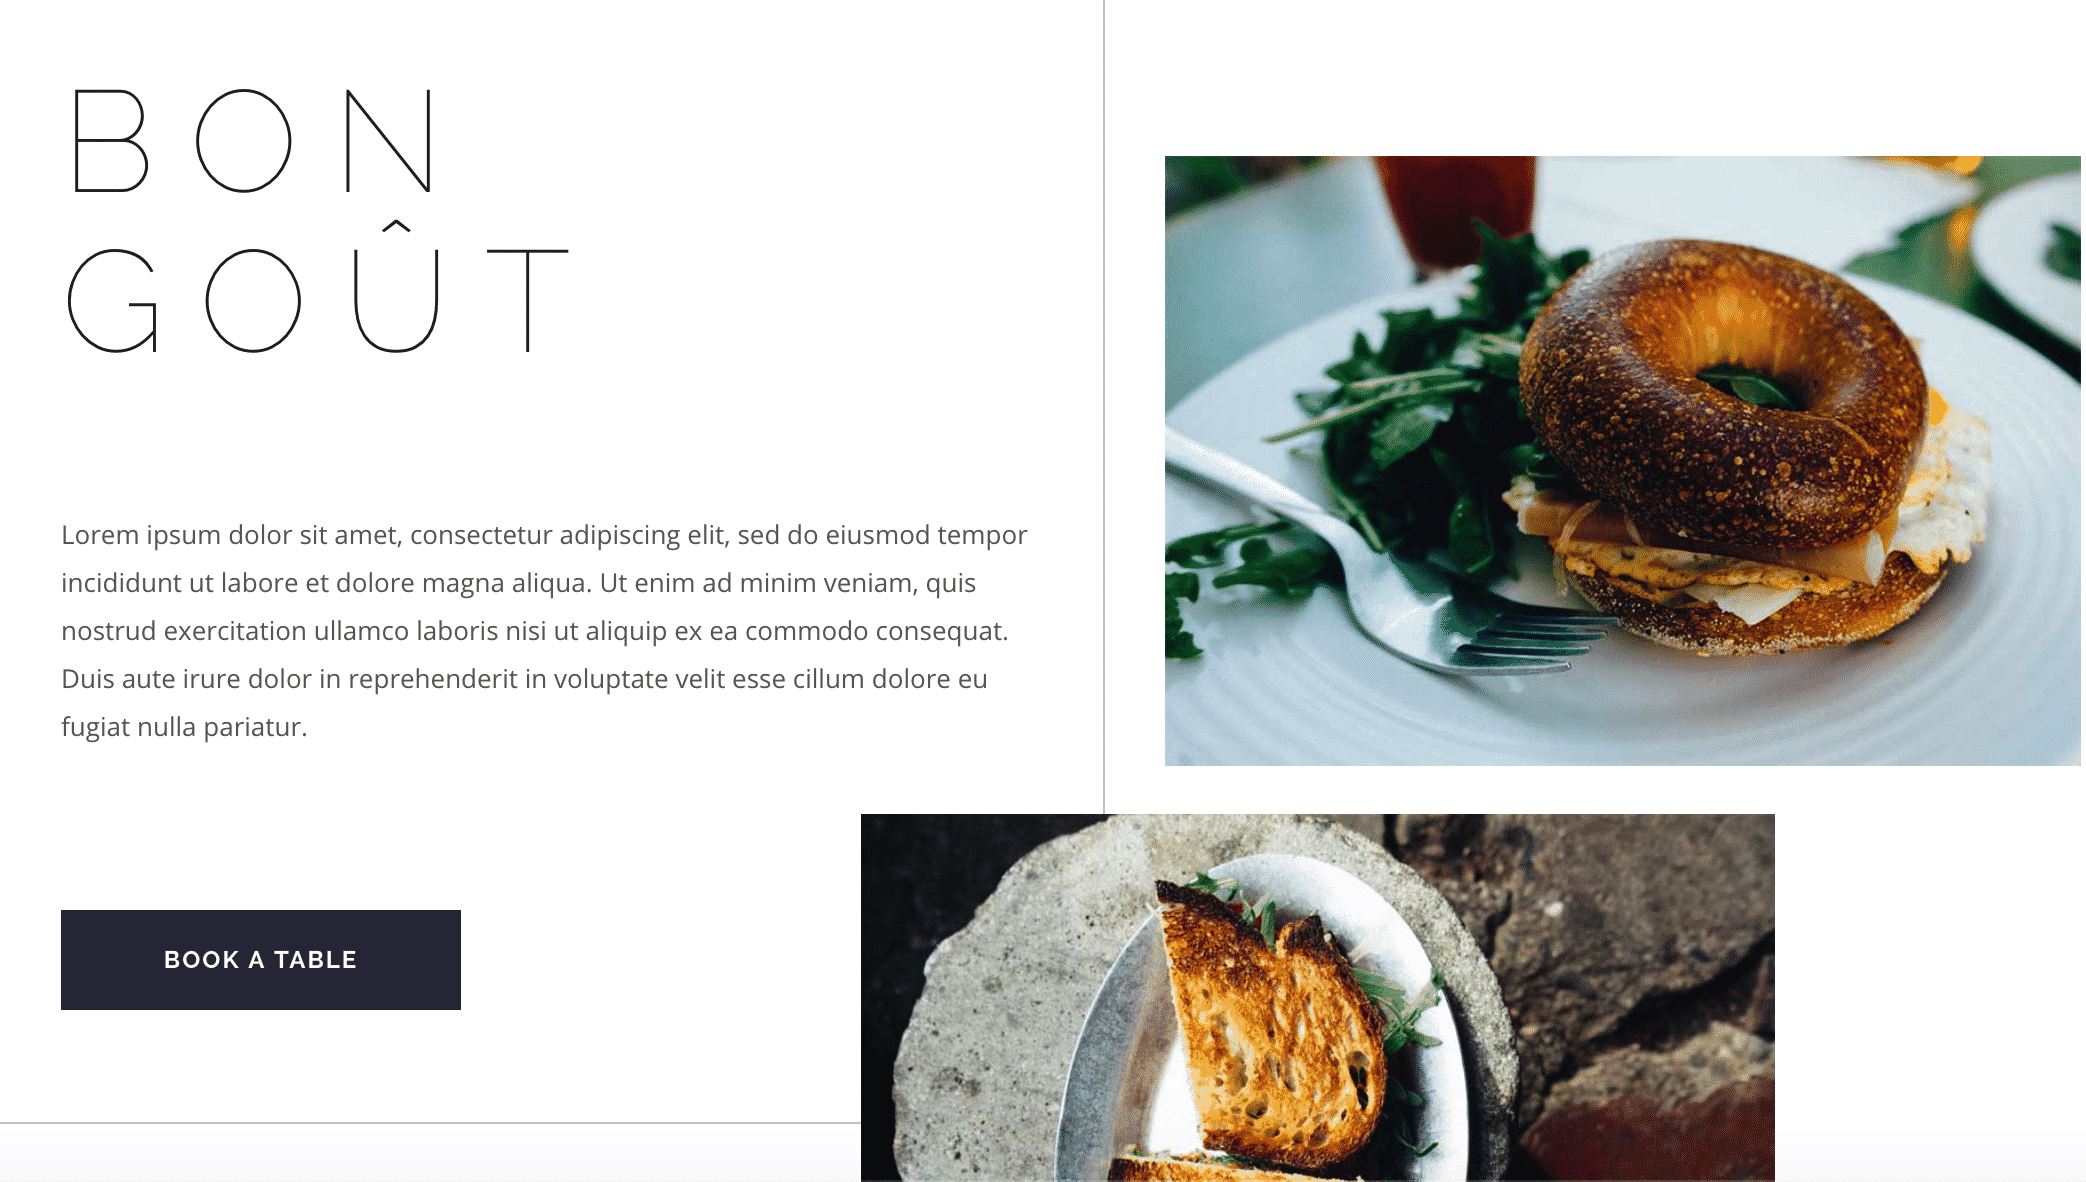 BON
GOÛT
Lorem ipsum dolor sit amet, consectetur adipiscing elit, sed do eiusmod tempor
incididunt ut labore et dolore magna aliqua. Ut enim ad minim veniam, quis
nostrud exercitation ullamco laboris nisi ut aliquip ex ea commodo consequat.
Duis aute irure dolor in reprehenderit in voluptate velit esse cillum dolore eu
fugiat nulla pariatur.
BOOK A TABLE